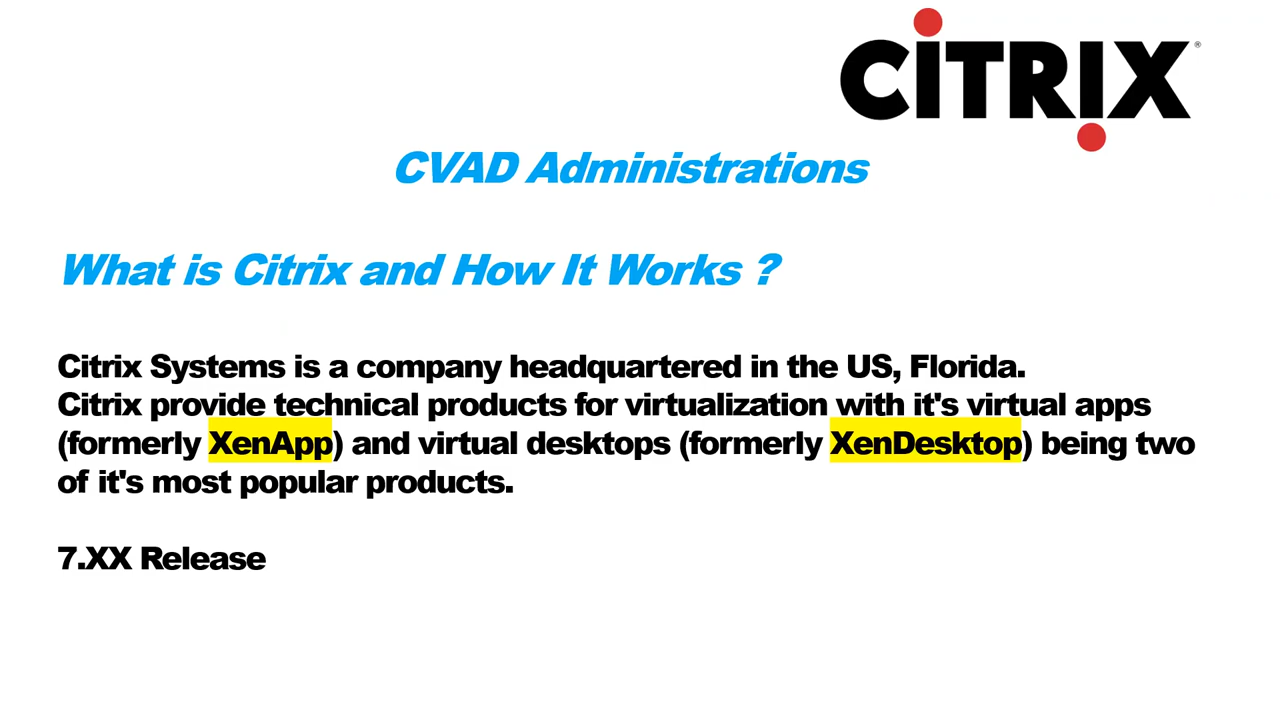 CITRIX®
CVAD Administrations
What is Citrix and How It Works ?
Citrix Systems is a company headquartered in the US, Florida.
Citrix provide technical products for virtualization with it's virtual apps
(formerly XenApp) and virtual desktops (formerly XenDesktop) being two
of it's most popular products.
7.XX Release